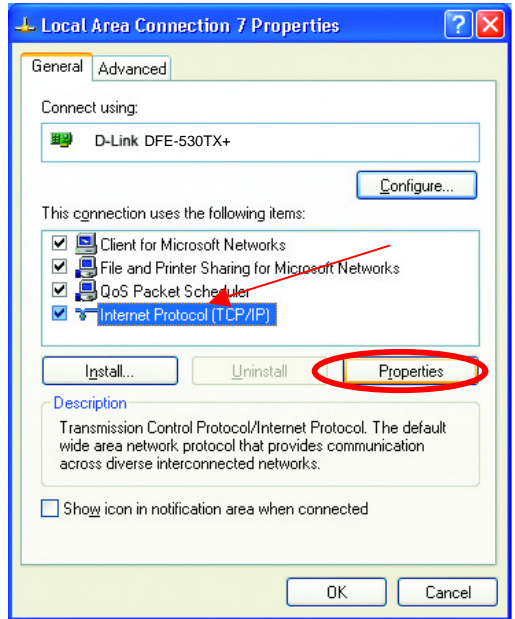 Local Area Connection 7 Properties
General
Advanced
Connect using:
D-Link DFE-530TX+
Configure...
This connection uses the following items:
Client for Microsoft Networks
File and Printer Sharing for Microsoft Networks
QoS Packet Scheduler
Internet Protocol (TCP/IP)
Install...
Uninstall
Properties
Description
Transmission Control Protocol/Internet Protocol. The default
wide area network protocol that provides communication
across diverse interconnected networks.
Show icon in notification area when connected
OK
Cancel